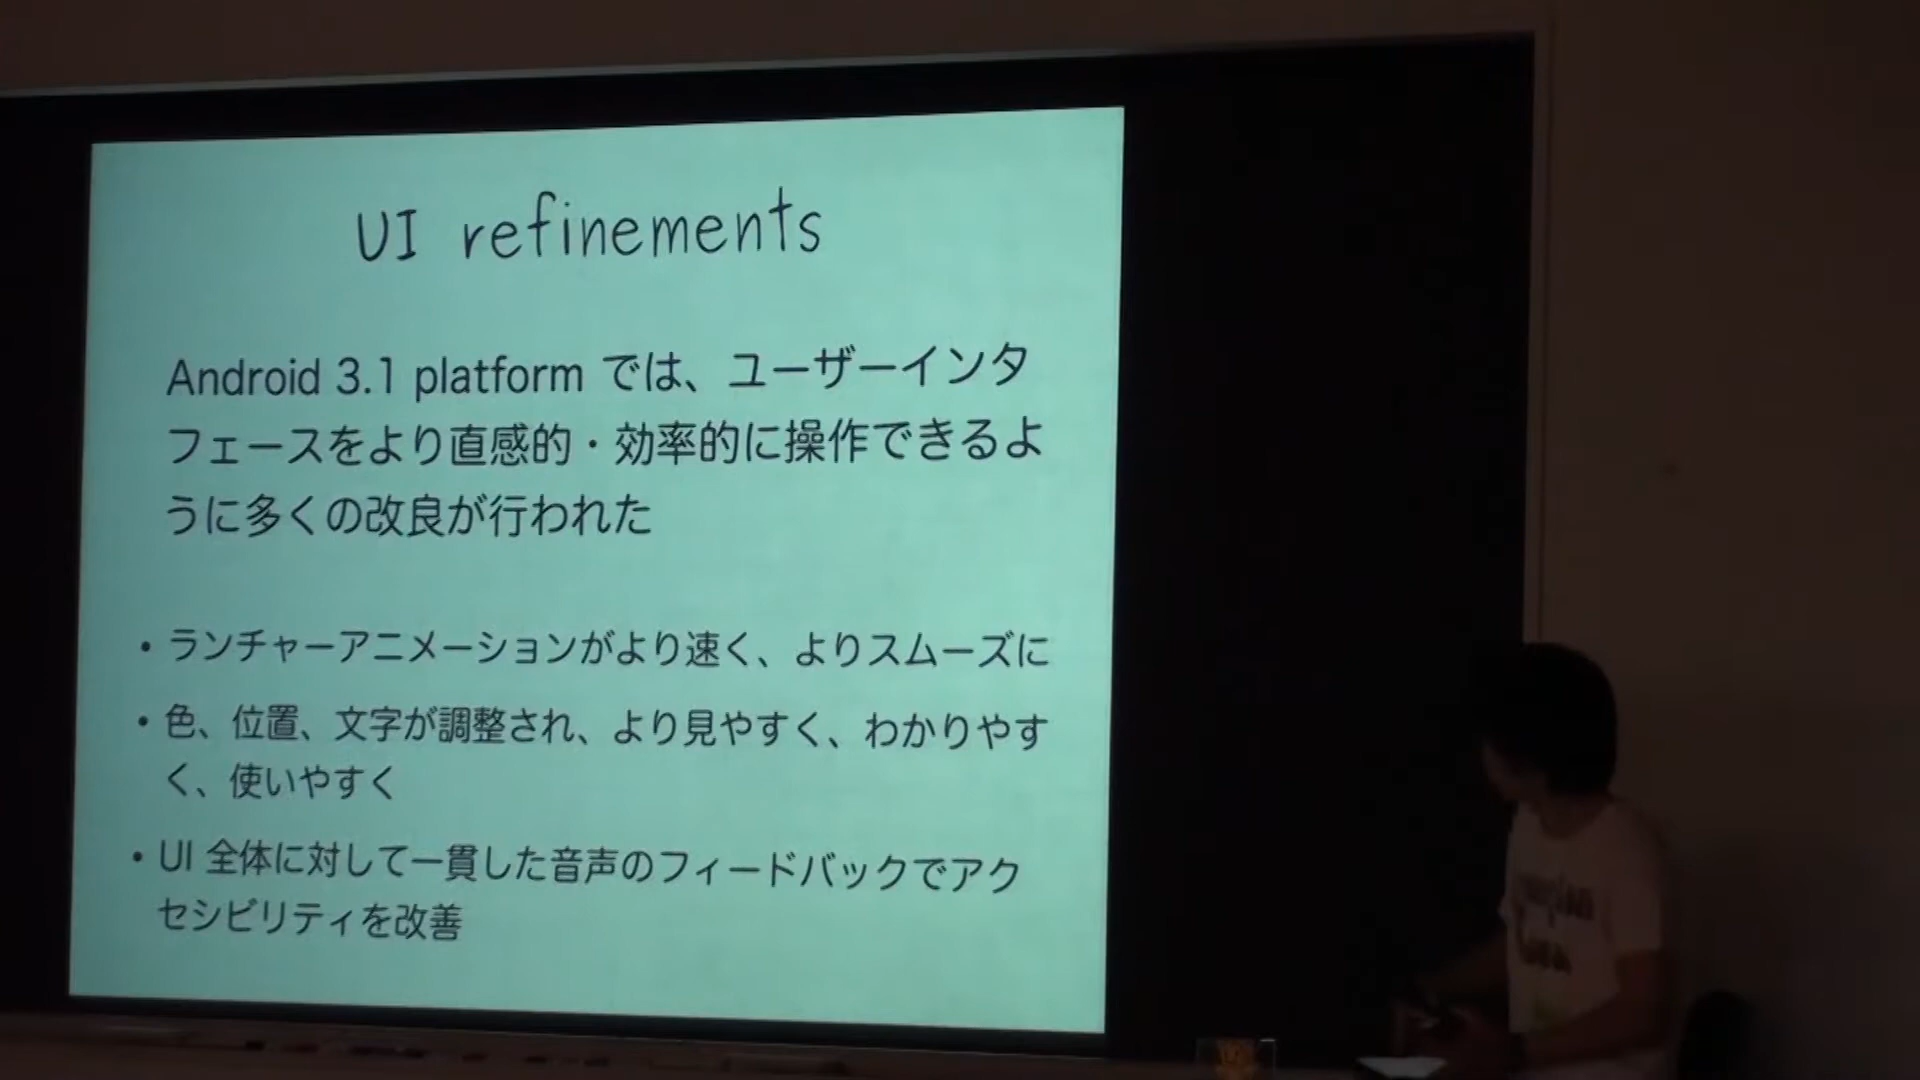 UI refinements
Android 3.1 platform では、ユーザーインタ
フェースをより直感的・効率的に操作できるよ
うに多くの改良が行われた
・ランチャーアニメーションがより速く、よりスムーズに
・色、位置、文字が調整され、より見やすく、わかりやす
く、使いやすく
・UI 全体に対して一貫した音声のフィードバックでアク
セシビリティを改善